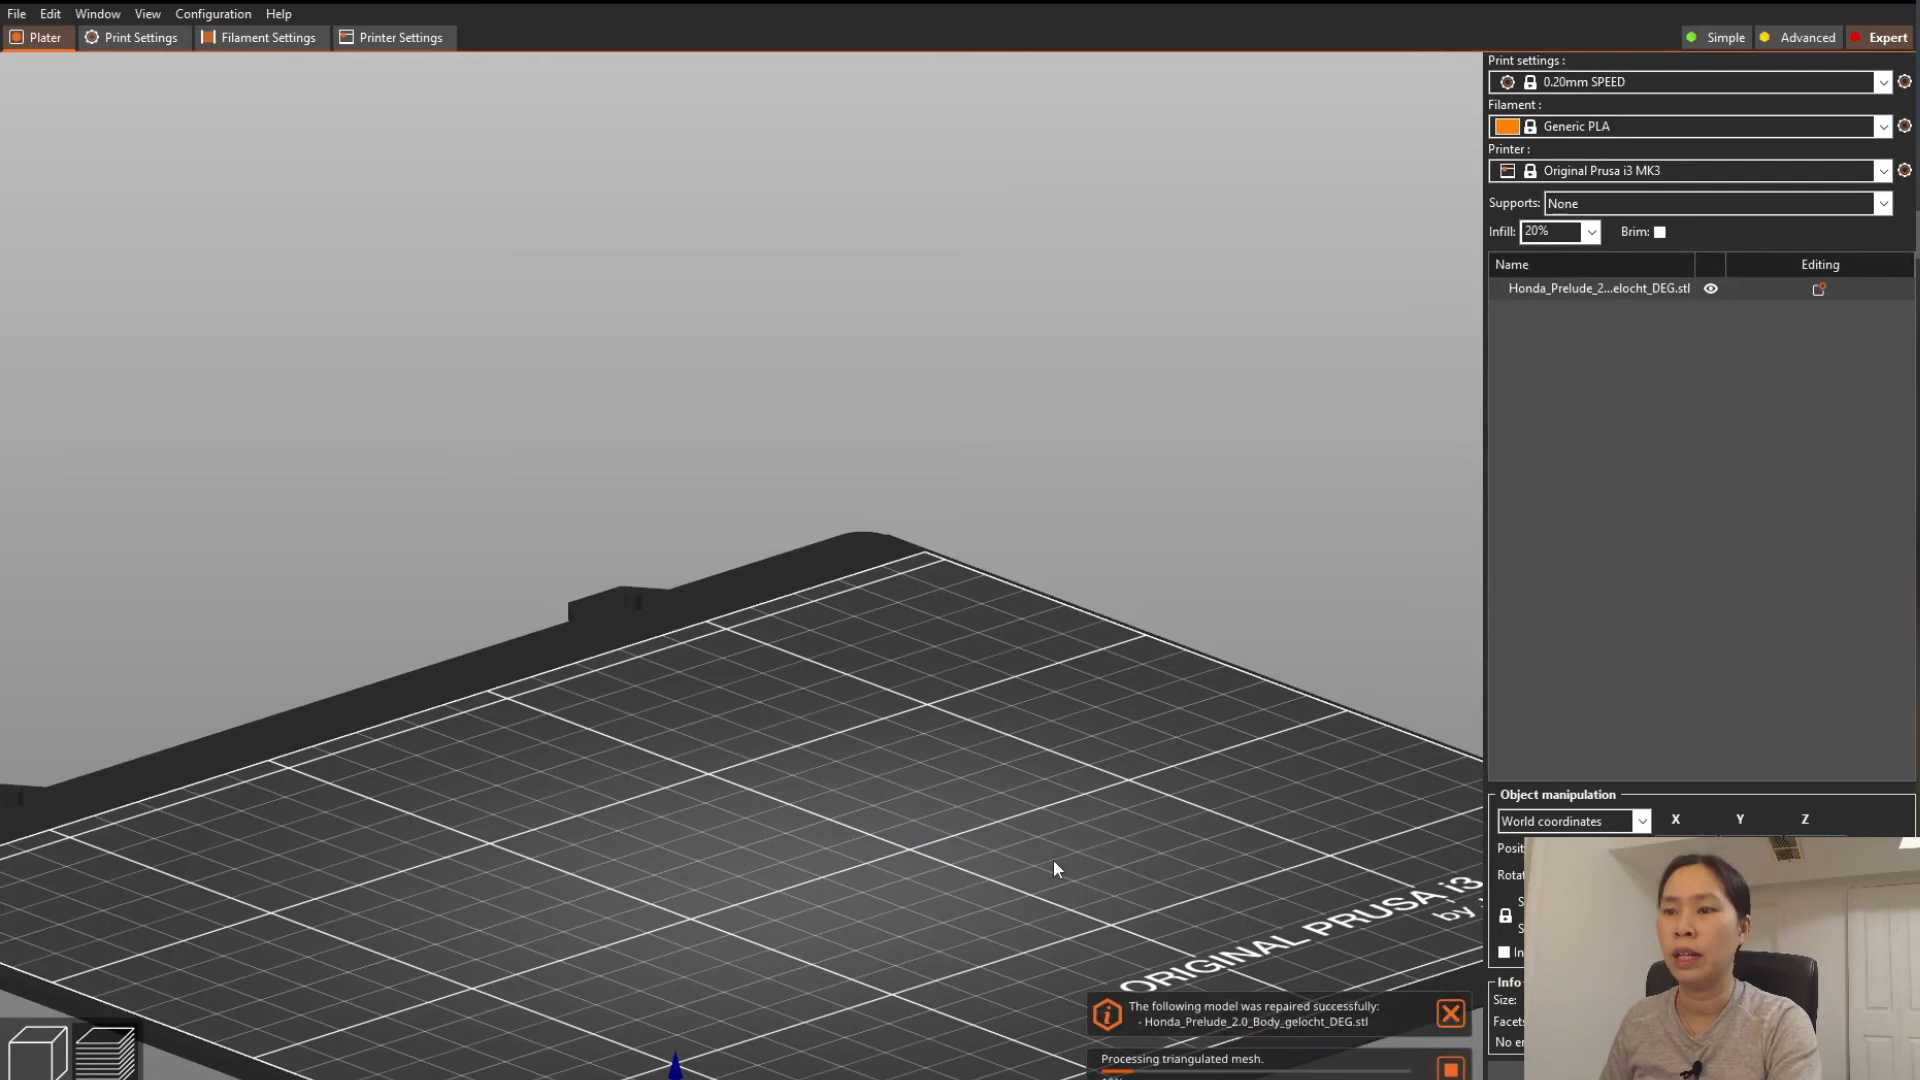 File Edit Window View Configuration Help
Plater Print Settings Filament Settings Printer Settings
Simple Advanced Expert
Print settings :
0.20mm SPEED
Filament :
Generic PLA
Printer :
Original Prusa i3 MK3
Supports: None
Infill: 20% Brim:
Name Editing
Honda_Prelude_2...elocht_DEG.stl
Object manipulation
World coordinates X Y Z
Posit
Rotat
S
S
In
Info
Size:
Facets
No er
ORIGINAL PRUSA i3
by
The following model was repaired successfully:
- Honda_Prelude_2.0_Body_gelocht_DEG.stl
Processing triangulated mesh.